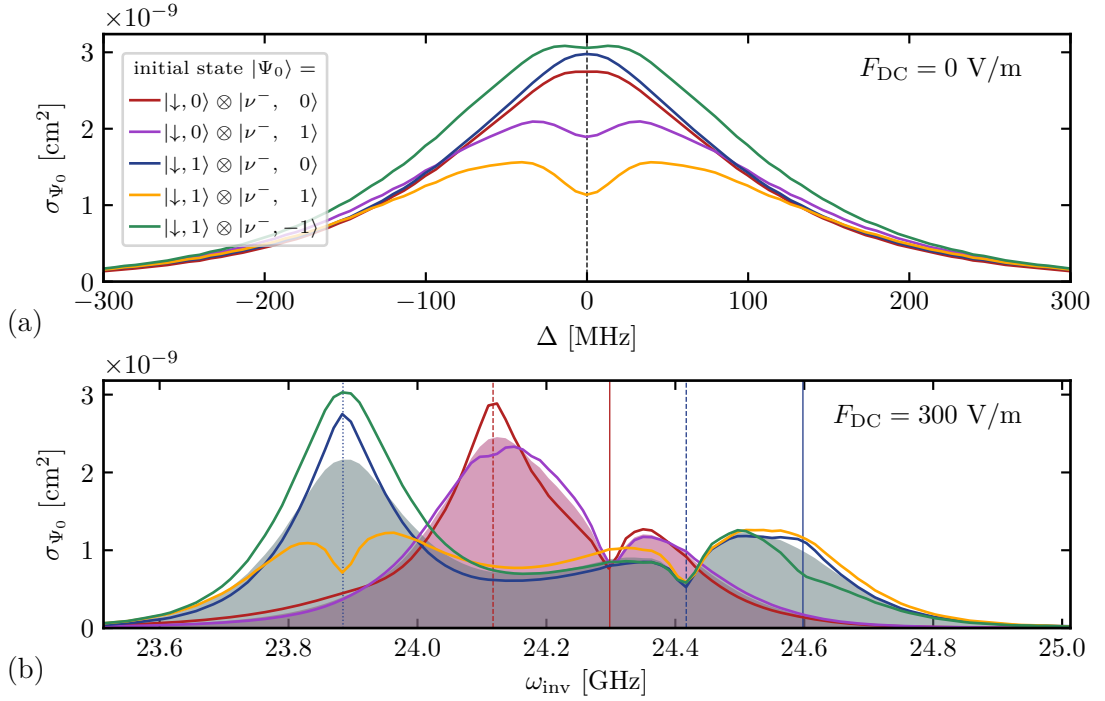 ×10⁻⁹
3
2
1
0
σ_Ψ₀ [cm²]
initial state |Ψ₀⟩ =
|↓, 0⟩ ⊗ |ν⁻, 0⟩
|↓, 0⟩ ⊗ |ν⁻, 1⟩
|↓, 1⟩ ⊗ |ν⁻, 0⟩
|↓, 1⟩ ⊗ |ν⁻, 1⟩
|↓, 1⟩ ⊗ |ν⁻, −1⟩
F_DC = 0 V/m
−300 −200 −100 0 100 200 300
(a)
Δ [MHz]
×10⁻⁹
3
2
1
0
σ_Ψ₀ [cm²]
F_DC = 300 V/m
23.6 23.8 24.0 24.2 24.4 24.6 24.8 25.0
(b)
ω_inv [GHz]